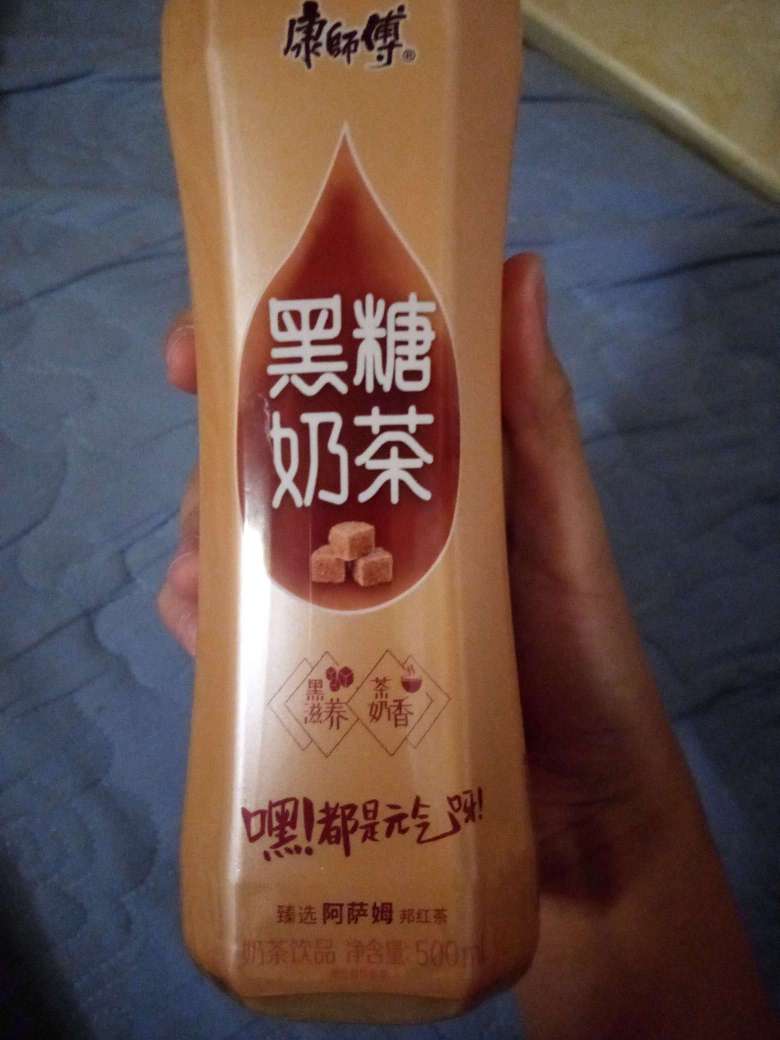 康師傅®
黑糖
奶茶
黑
滋养
茶
奶香
嘿!都是元气呀!
臻选 阿萨姆 邦红茶
奶茶饮品 净含量:500ml